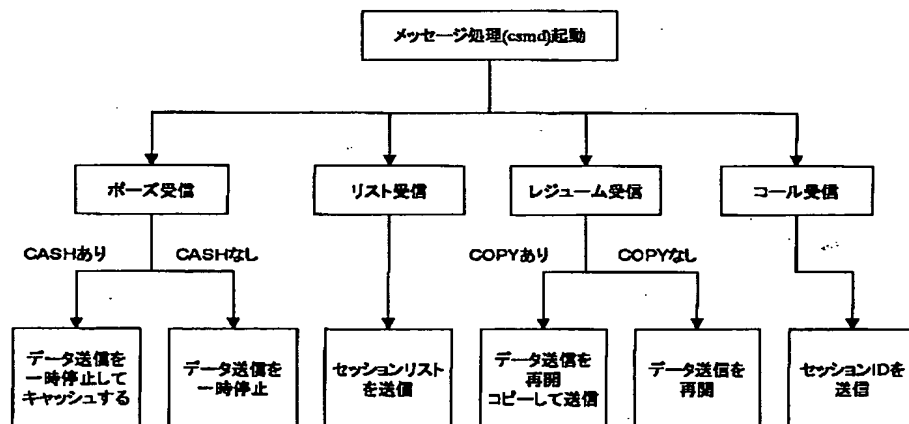 メッセージ処理(csmd)起動
ポーズ受信
リスト受信
レジューム受信
コール受信
CASHあり
CASHなし
COPYあり
COPYなし
データ送信を
一時停止して
キャッシュする
データ送信を
一時停止
セッションリスト
を送信
データ送信を
再開
コピーして送信
データ送信を
再開
セッションIDを
送信